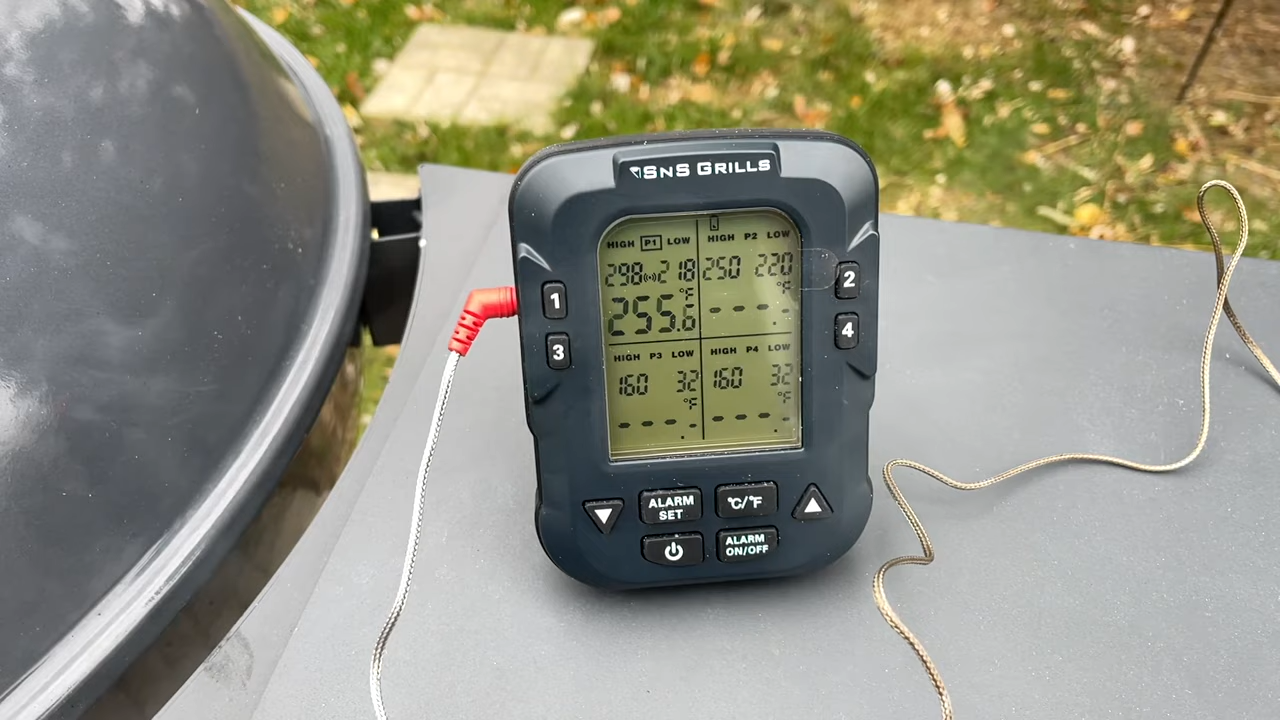 SnS GRILLS
HIGH P1 LOW
298 218
°F
255.6
HIGH P2 LOW
250 220
°F
- - - .-
HIGH P3 LOW
160 32
°F
- - - .-
HIGH P4 LOW
160 32
°F
- - - .-
1
3
2
4
ALARM
SET
°C/°F
ALARM
ON/OFF